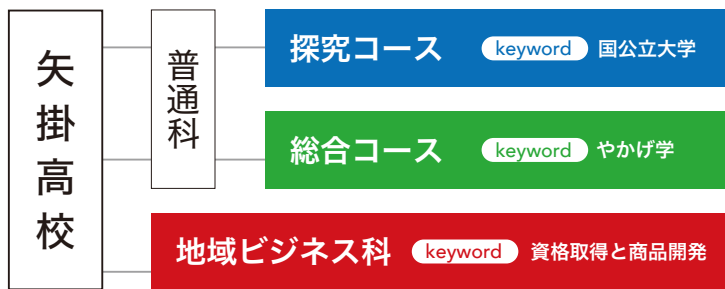 矢掛高校
普通科
探究コース keyword 国公立大学
総合コース keyword やかげ学
地域ビジネス科 keyword 資格取得と商品開発